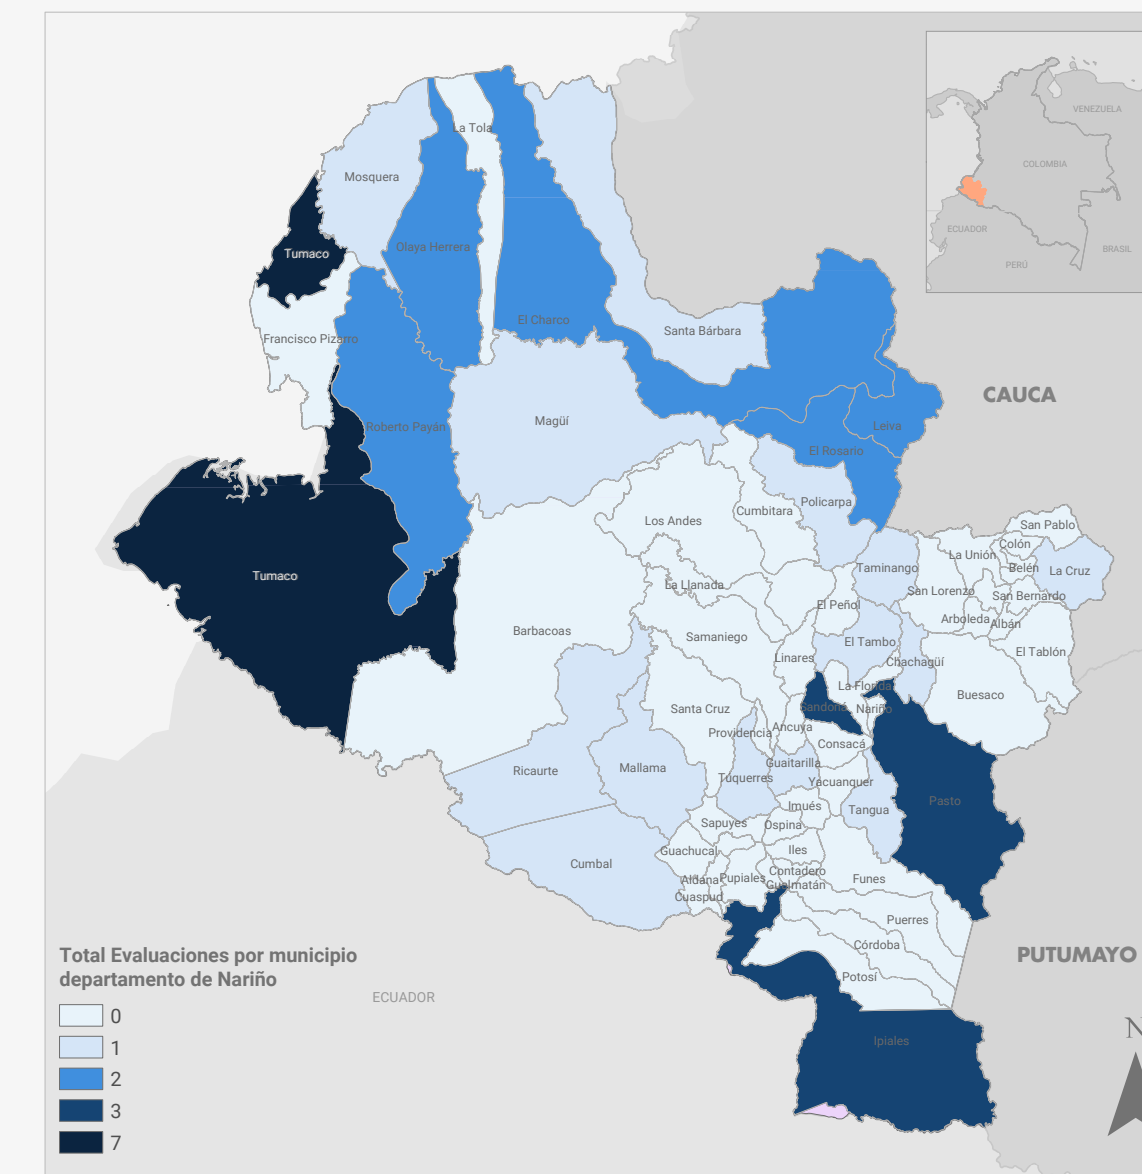 VENEZUELA
COLOMBIA
ECUADOR
BRASIL
PERÚ
La Tola
Mosquera
Olaya Herrera
Tumaco
El Charco
Santa Bárbara
Francisco Pizarro
CAUCA
Magüí
Roberto Payán
Leiva
El Rosario
Policarpa
Cumbitara
Los Andes
San Pablo
Colón
La Unión
Belén
La Cruz
Taminango
Tumaco
La Llanada
San Lorenzo
San Bernardo
El Peñol
Arboleda
Albán
Barbacoas
Samaniego
El Tambo
El Tablón
Linares
Chachagüí
La Florida
Buesaco
Sandoná
Nariño
Santa Cruz
Providencia
Ancuya
Consacá
Ricaurte
Mallama
Guaitarilla
Túquerres
Yacuanquer
Pasto
Imués
Tangua
Sapuyes
Ospina
Guachucal
Iles
Cumbal
Contadero
Aldana
Pupiales
Gualmatán
Funes
Cuaspud
Puerres
Córdoba
PUTUMAYO
Potosí
Ipiales
ECUADOR
Total Evaluaciones por municipio
departamento de Nariño
0
1
2
3
7
N